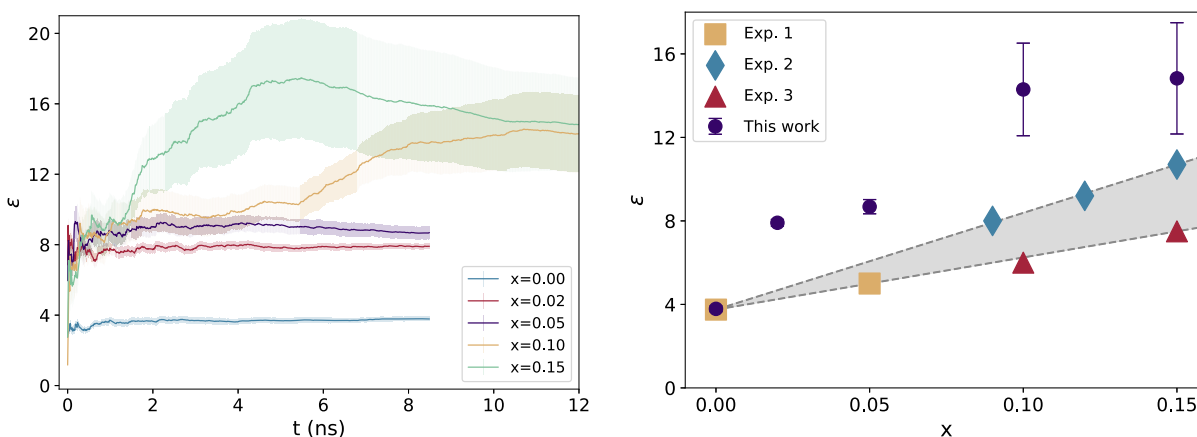 20
16
12
8
4
0
ε
0
2
4
6
8
10
12
t (ns)
x=0.00
x=0.02
x=0.05
x=0.10
x=0.15
16
12
8
4
0
ε
0.00
0.05
0.10
0.15
x
Exp. 1
Exp. 2
Exp. 3
This work